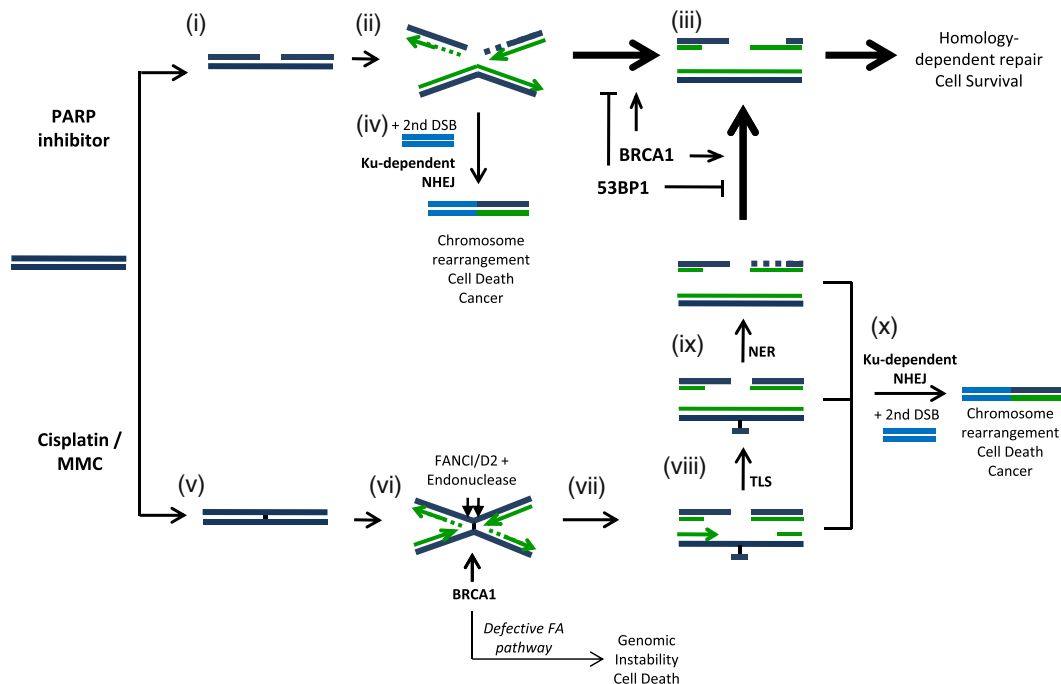 (i)
(ii)
(iii)
Homology-
dependent repair
Cell Survival
PARP
inhibitor
(iv)
+ 2nd DSB
Ku-dependent
NHEJ
BRCA1
53BP1
Chromosome
rearrangement
Cell Death
Cancer
(ix)
NER
(x)
Ku-dependent
NHEJ
+ 2nd DSB
Chromosome
rearrangement
Cell Death
Cancer
Cisplatin /
MMC
(v)
(vi)
FANCI/D2 +
Endonuclease
(vii)
(viii)
TLS
BRCA1
Defective FA
pathway
Genomic
Instability
Cell Death